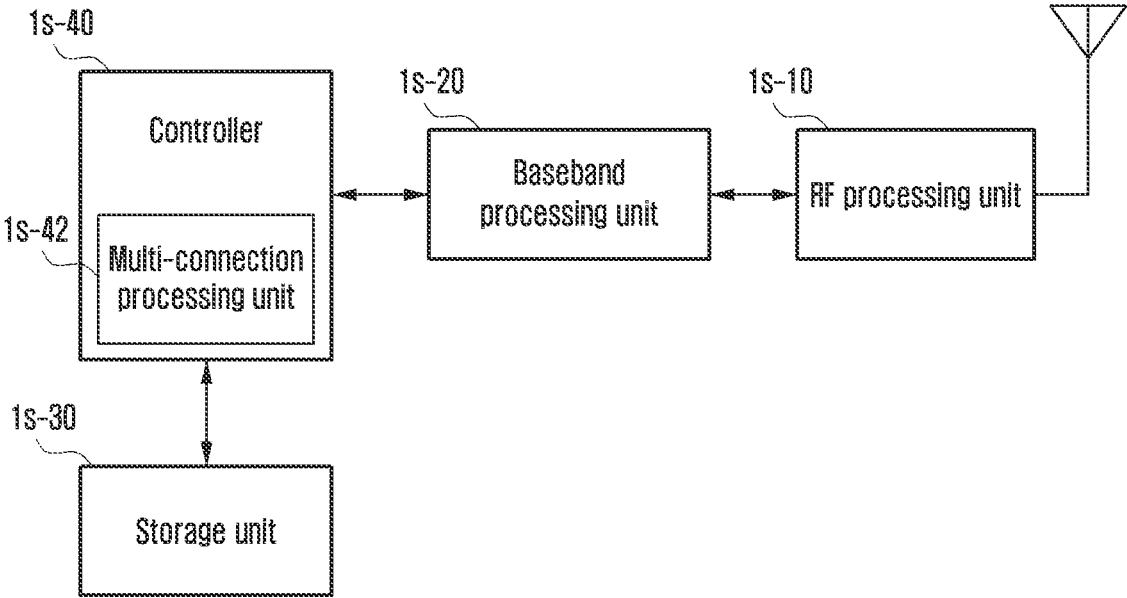 1s-40
Controller
1s-42
Multi-connection
processing unit
1s-20
Baseband
processing unit
1s-10
RF processing unit
1s-30
Storage unit